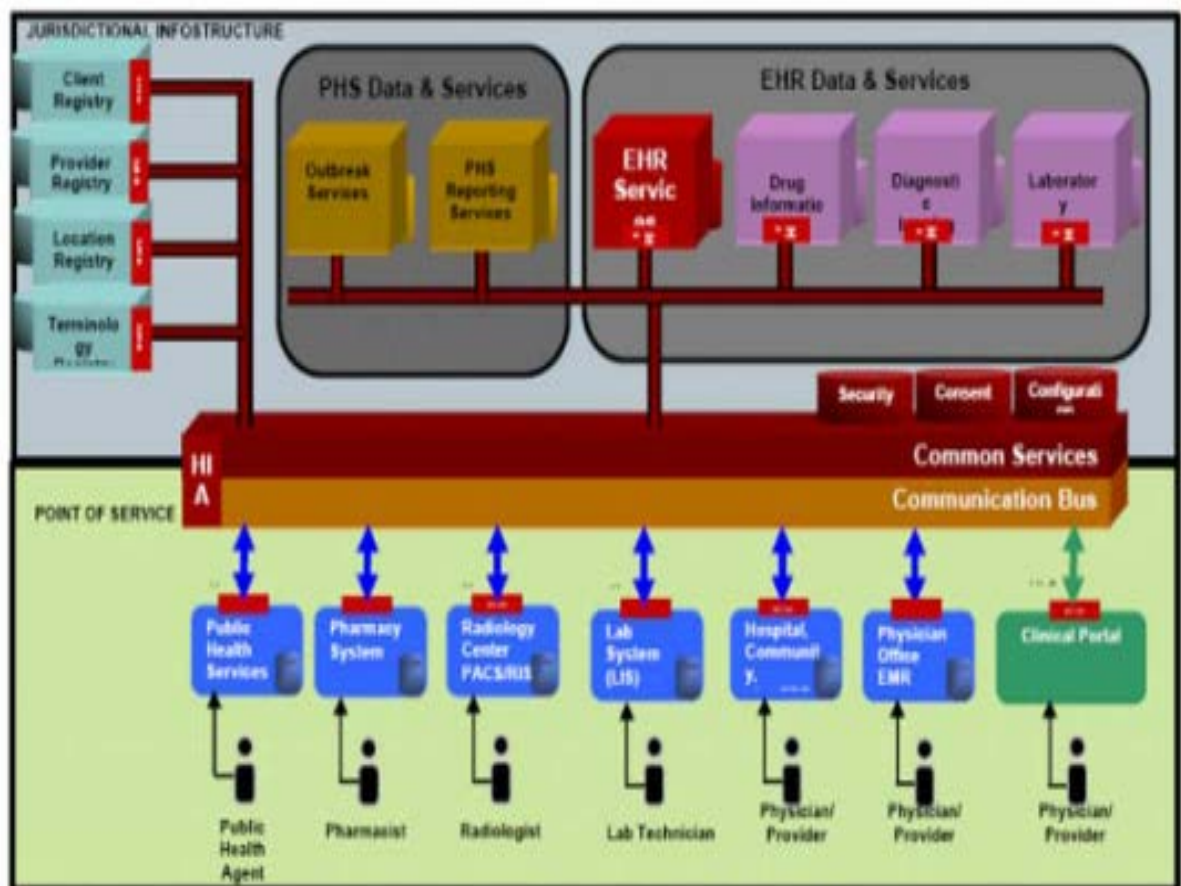 JURISDICTIONAL INFOSTRUCTURE
Client
Registry
Provider
Registry
Location
Registry
Terminolo
gy
PHS Data & Services
Outbreak
Services
PHS
Reporting
Services
EHR Data & Services
EHR
Servic
Drug
Informatio
Diagnosti
c
Laborator
y
Security
Consent
Configurati
HI
A
Common Services
Communication Bus
POINT OF SERVICE
Public
Health
Services
Pharmacy
System
Radiology
Center
PACS/RIS
Lab
System
(LIS)
Hospital,
Communit
y,
Physician
Office
EMR
Clinical Portal
Public
Health
Agent
Pharmacist
Radiologist
Lab Technician
Physician/
Provider
Physician/
Provider
Physician/
Provider